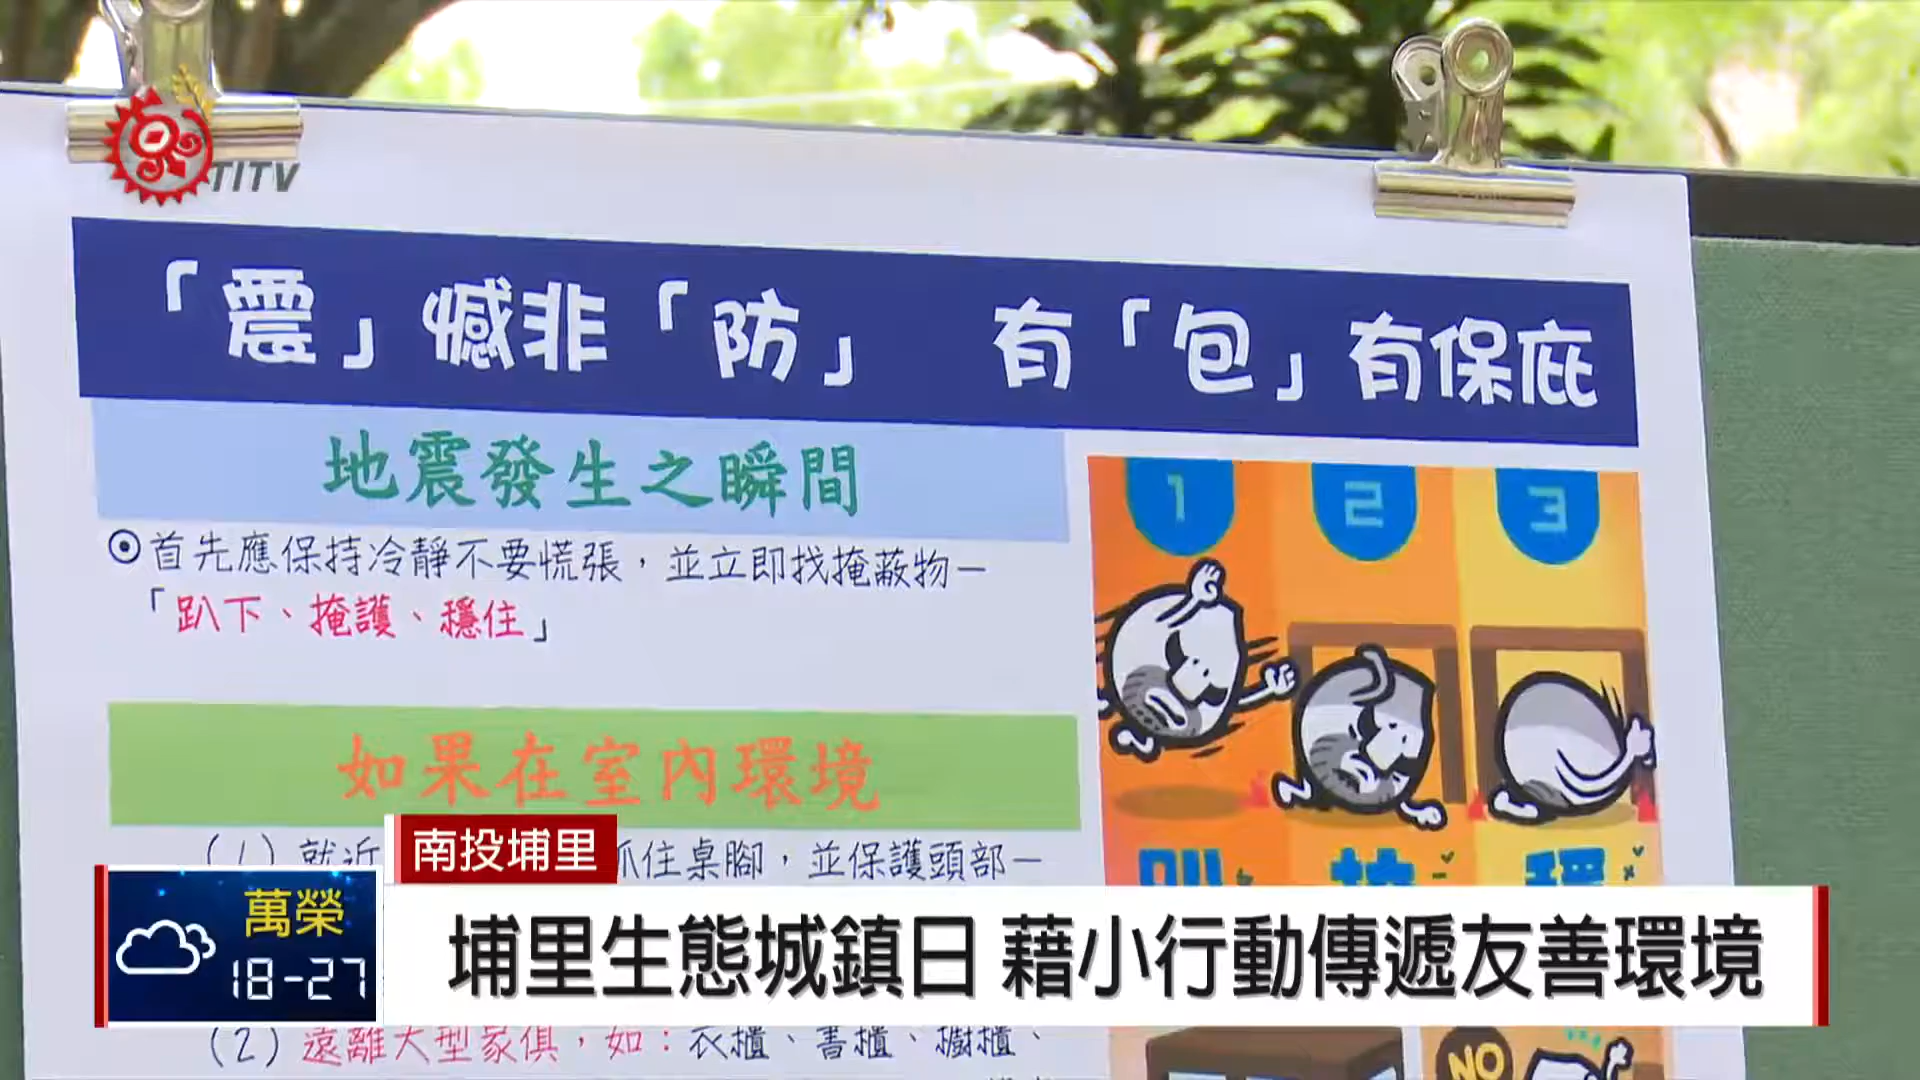 TITV
「震」憾非「防」 有「包」有保庇
地震發生之瞬間
⊙首先應保持冷靜不要慌張，並立即找掩蔽物－
「趴下、掩護、穩住」
1 2 3
如果在室內環境
(1) 就近
抓住桌腳，並保護頭部－
南投埔里
萬榮
18-27
埔里生態城鎮日 藉小行動傳遞友善環境
(2) 遠離大型家俱，如：衣櫃、書櫃、櫥櫃、
NO